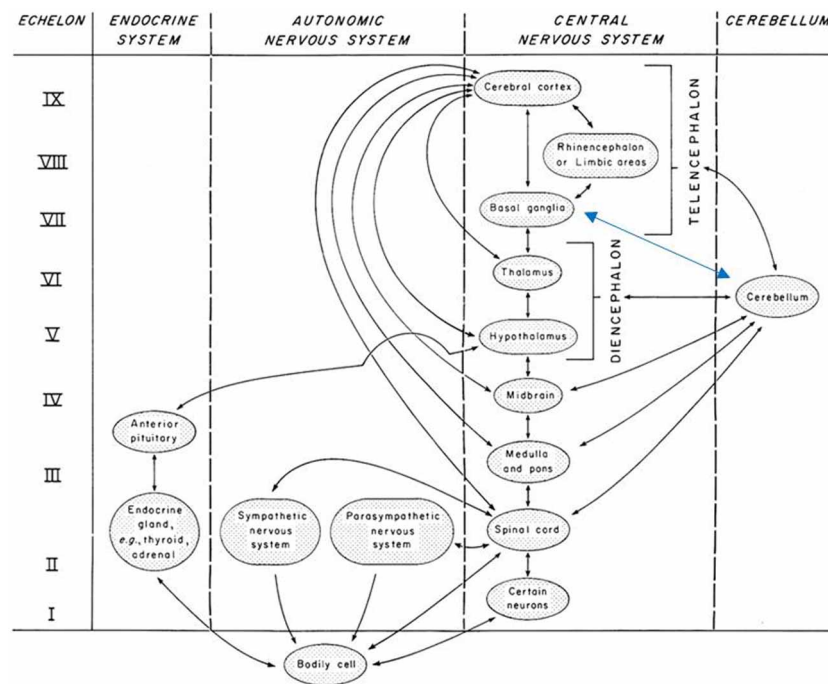 ECHELON
ENDOCRINE
SYSTEM
AUTONOMIC
NERVOUS SYSTEM
CENTRAL
NERVOUS SYSTEM
CEREBELLUM
IX
Cerebral cortex
TELENCEPHALON
VIII
Rhinencephalon
or Limbic areas
VII
Basal ganglia
VI
Thalamus
DIENCEPHALON
Cerebellum
V
Hypothalamus
IV
Midbrain
Anterior
pituitary
III
Medulla
and pons
Endocrine
gland,
e.g., thyroid,
adrenal
Sympathetic
nervous
system
Parasympathetic
nervous
system
Spinal cord
II
I
Certain
neurons
Bodily cell